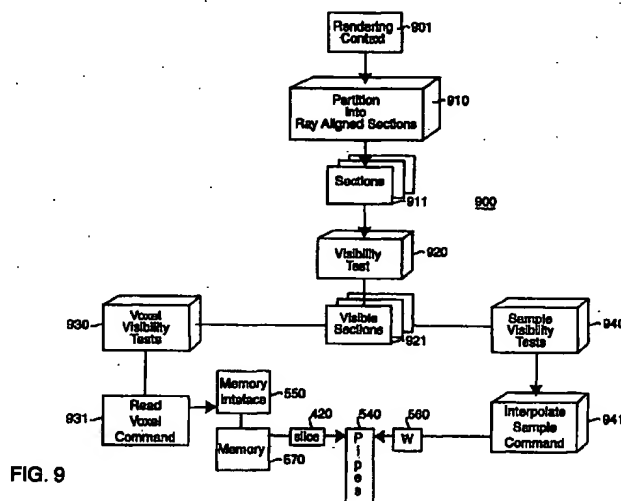 Rendering
Context
901
Partition
Into
Ray Aligned Sections
910
Sections
911
900
Visibility
Test
920
930
Voxel
Visibility
Tests
Visible
Sections
921
Sample
Visibility
Tests
940
931
Read
Voxel
Command
Memory
Interface
550
Memory
570
420
slice
540
Pipes
560
W
Interpolate
Sample
Command
941
FIG. 9